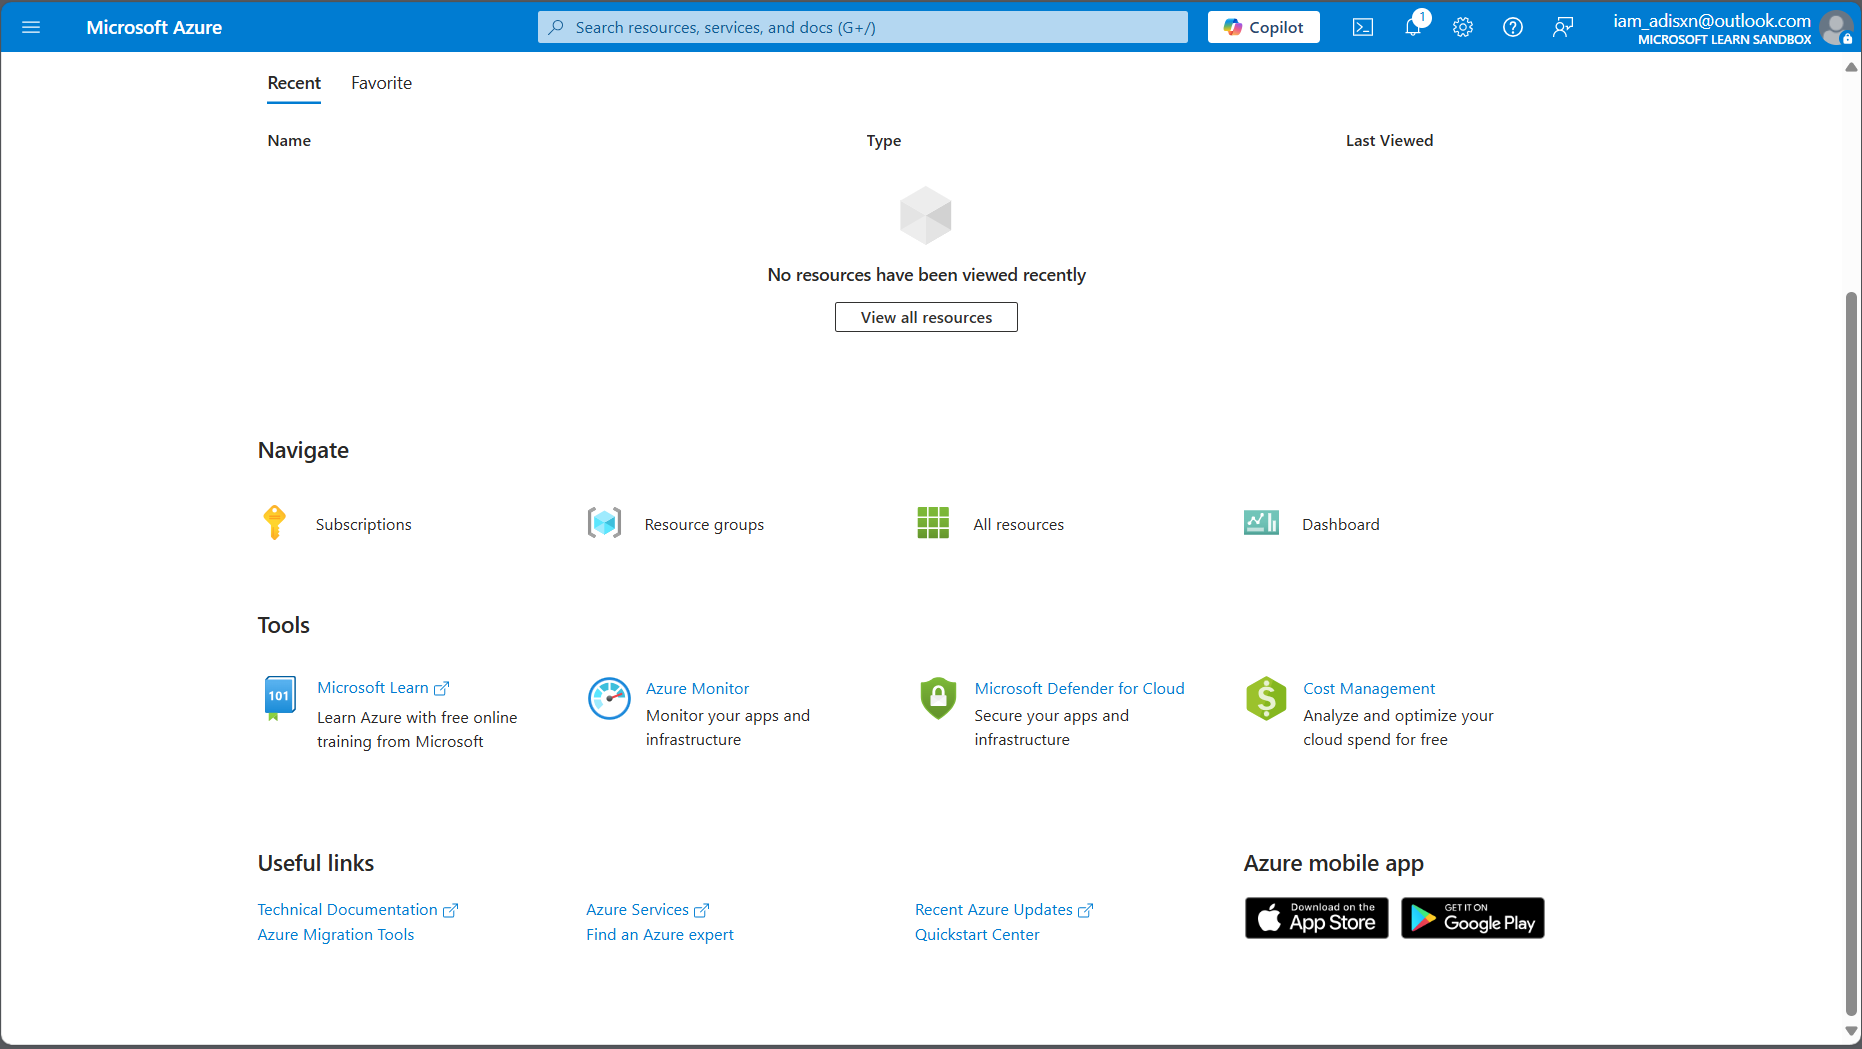 Microsoft Azure
Search resources, services, and docs (G+/)
Copilot
1
iam_adisxn@outlook.com
MICROSOFT LEARN SANDBOX
Recent
Favorite
Name
Type
Last Viewed
No resources have been viewed recently
View all resources
Navigate
Subscriptions
Resource groups
All resources
Dashboard
Tools
101
Microsoft Learn
Learn Azure with free online
training from Microsoft
Azure Monitor
Monitor your apps and
infrastructure
Microsoft Defender for Cloud
Secure your apps and
infrastructure
$
Cost Management
Analyze and optimize your
cloud spend for free
Useful links
Technical Documentation
Azure Migration Tools
Azure Services
Find an Azure expert
Recent Azure Updates
Quickstart Center
Azure mobile app
Download on the
App Store
GET IT ON
Google Play